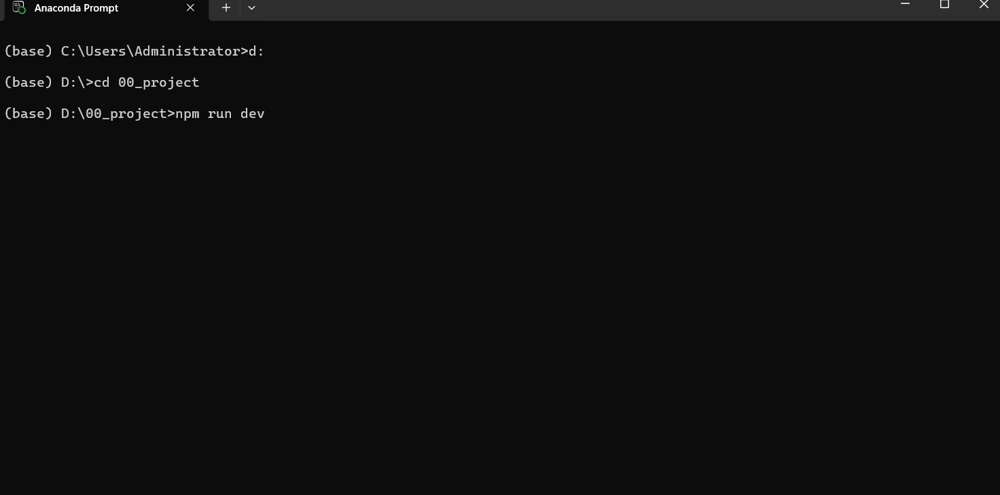 Anaconda Prompt
(base) C:\Users\Administrator>d:
(base) D:\>cd 00_project
(base) D:\00_project>npm run dev